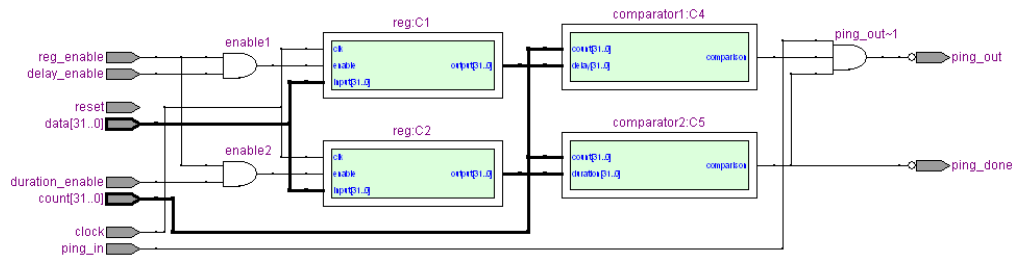 reg:C1
comparator1:C4
ping_out~1
enable1
reg_enable
delay_enable
clk
enable
input[31..0]
output[31..0]
count[31..0]
delay[31..0]
comparison
ping_out
reset
data[31..0]
reg:C2
comparator2:C5
enable2
duration_enable
count[31..0]
clk
enable
input[31..0]
output[31..0]
count[31..0]
duration[31..0]
comparison
ping_done
clock
ping_in